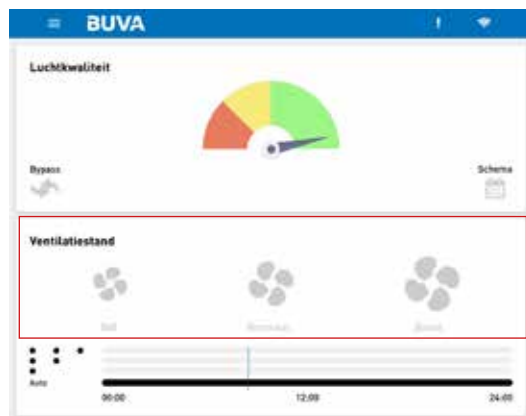 BUVA
Luchtkwaliteit
Bypass
Schema
Ventilatiestand
Auto
00:00 12:00 24:00